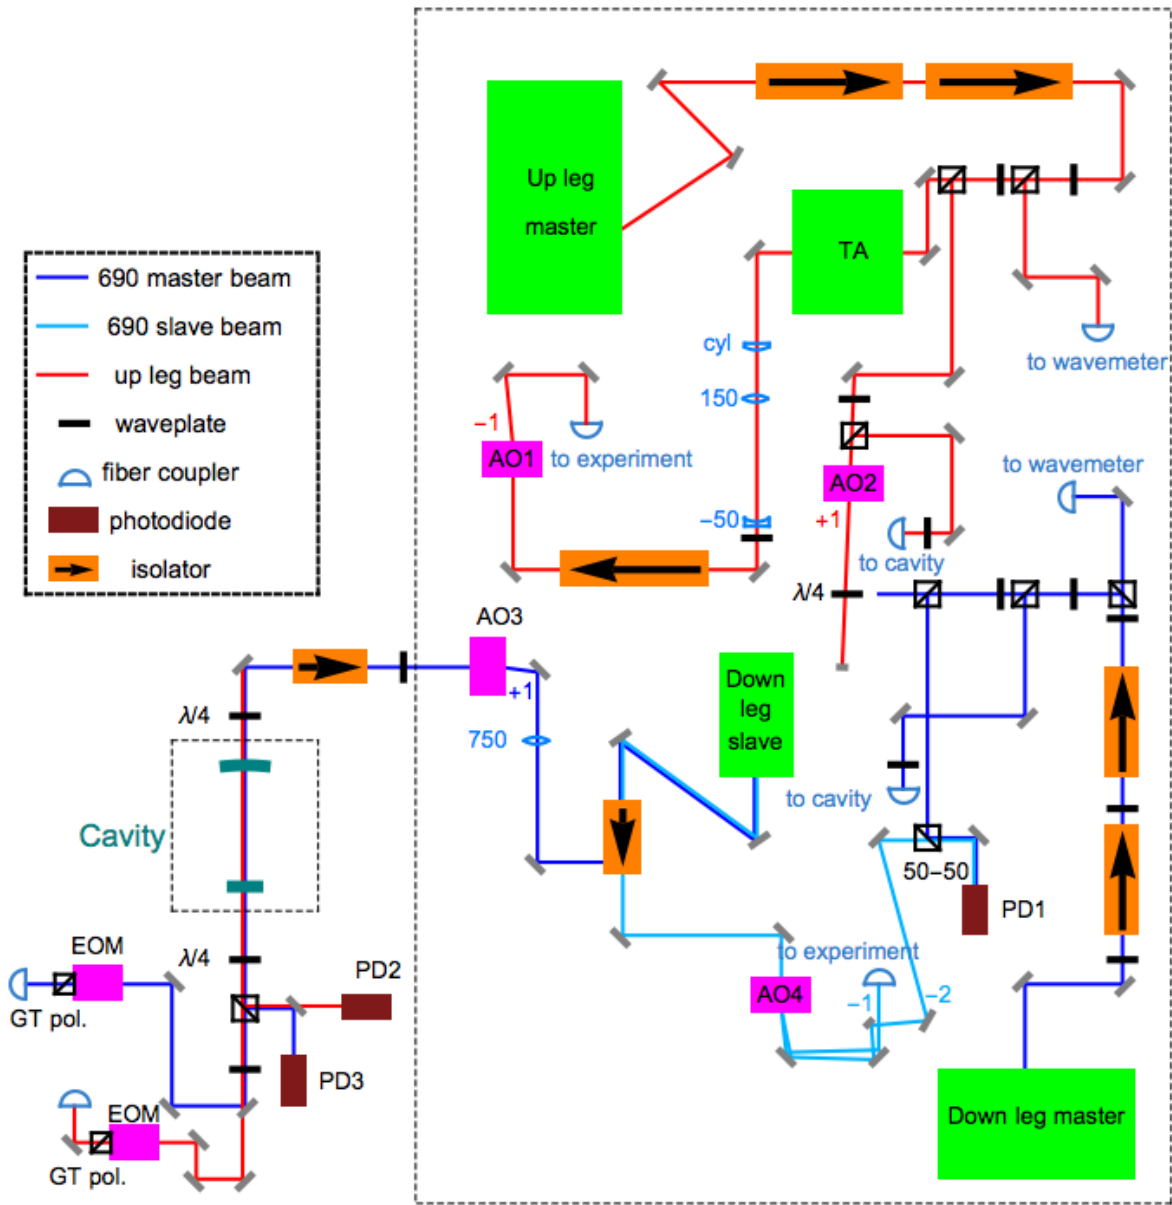 Up leg
master
TA
to wavemeter
690 master beam
690 slave beam
up leg beam
waveplate
fiber coupler
photodiode
isolator
cyl
150
−50
−1
AO1
to experiment
AO2
+1
to cavity
to wavemeter
λ/4
AO3
+1
750
Down
leg
slave
λ/4
Cavity
to cavity
50−50
PD1
to experiment
AO4
−1
−2
EOM
λ/4
PD2
GT pol.
PD3
EOM
GT pol.
Down leg master